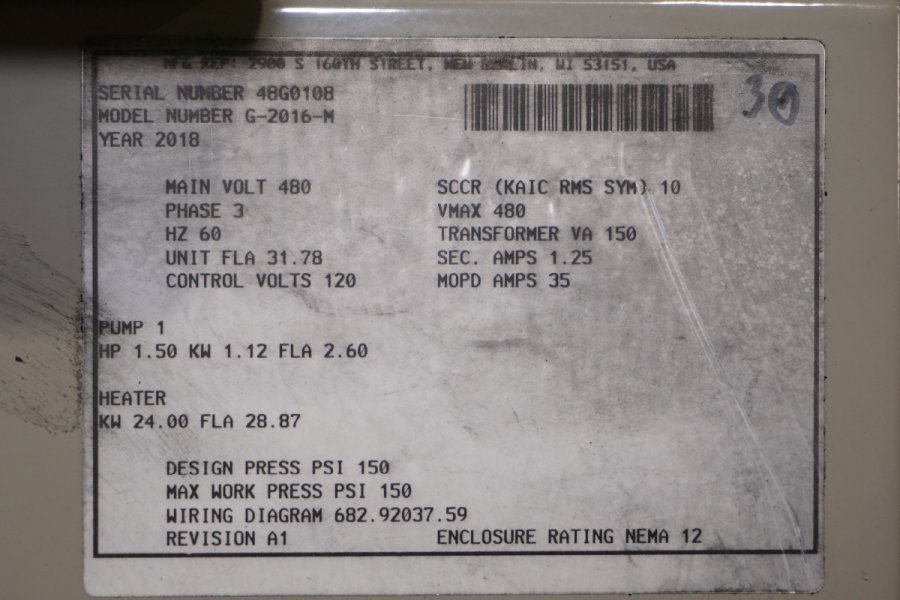 MFG REP: 2900 S 160TH STREET, NEW BERLIN, WI 53151, USA
SERIAL NUMBER 48G0108
MODEL NUMBER G-2016-M
YEAR 2018
30
MAIN VOLT 480 SCCR (KAIC RMS SYM) 10
PHASE 3 VMAX 480
HZ 60 TRANSFORMER VA 150
UNIT FLA 31.78 SEC. AMPS 1.25
CONTROL VOLTS 120 MOPD AMPS 35
PUMP 1
HP 1.50 KW 1.12 FLA 2.60
HEATER
KW 24.00 FLA 28.87
DESIGN PRESS PSI 150
MAX WORK PRESS PSI 150
WIRING DIAGRAM 682.92037.59
REVISION A1 ENCLOSURE RATING NEMA 12